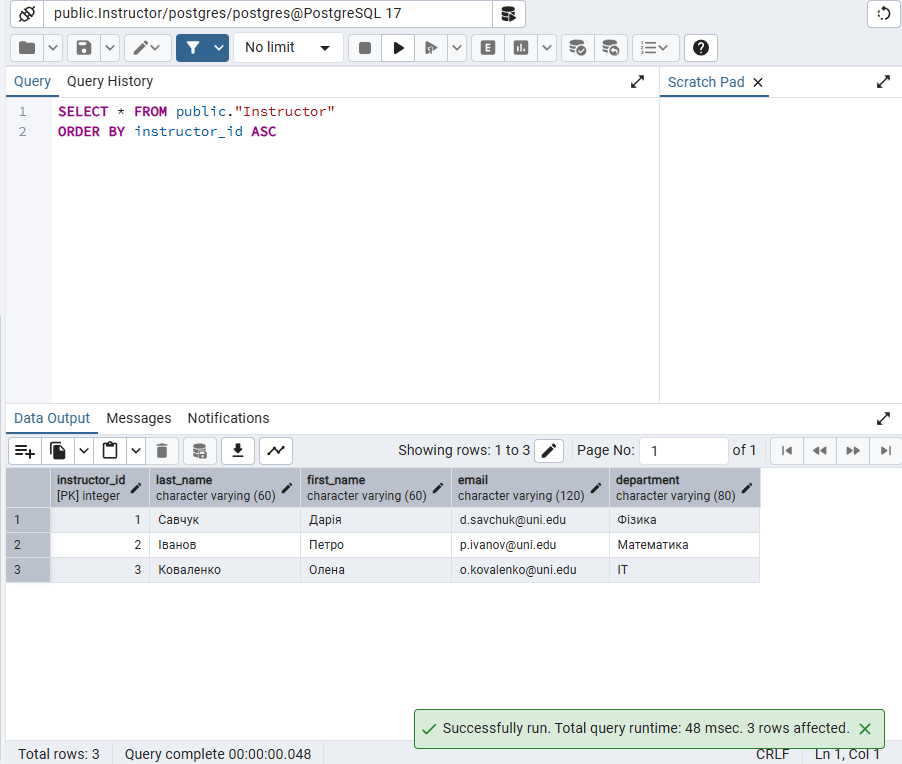 public.Instructor/postgres/postgres@PostgreSQL 17
No limit
E
Query Query History
Scratch Pad
1 SELECT * FROM public."Instructor"
2 ORDER BY instructor_id ASC
Data Output Messages Notifications
Showing rows: 1 to 3 Page No: 1 of 1
instructor_id last_name first_name email department
[PK] integer character varying (60) character varying (60) character varying (120) character varying (80)
1 1 Савчук Дарія d.savchuk@uni.edu Фізика
2 2 Іванов Петро p.ivanov@uni.edu Математика
3 3 Коваленко Олена o.kovalenko@uni.edu ІТ
Successfully run. Total query runtime: 48 msec. 3 rows affected.
Total rows: 3 Query complete 00:00:00.048 CRLF Ln 1, Col 1